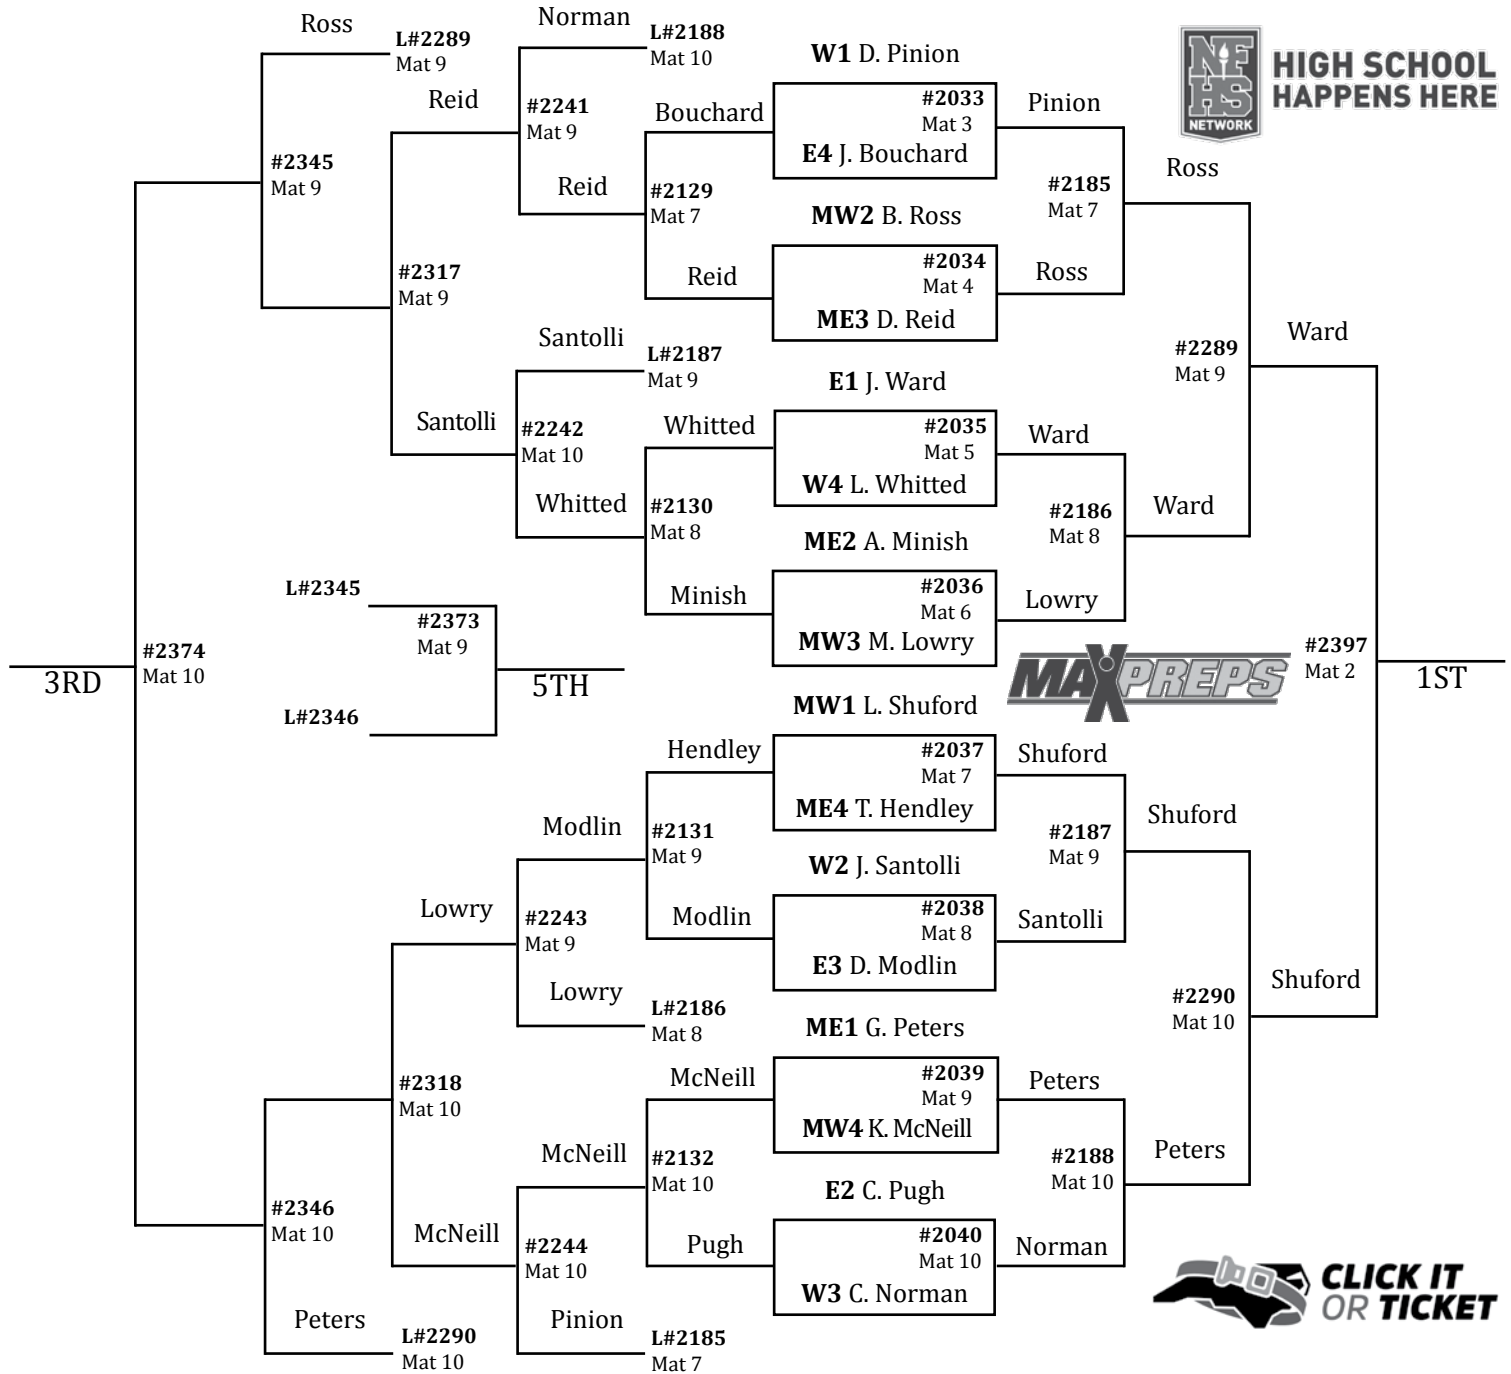 Ross
L#2289
Mat 9
Norman
L#2188
Mat 10
W1 D. Pinion
NFHS
NETWORK
HIGH SCHOOL
HAPPENS HERE
Reid
#2241
Mat 9
Bouchard
#2033
Mat 3
Pinion
E4 J. Bouchard
#2345
Mat 9
Reid
#2129
Mat 7
#2185
Mat 7
Ross
MW2 B. Ross
#2317
Mat 9
Reid
#2034
Mat 4
Ross
ME3 D. Reid
Santolli
L#2187
Mat 9
#2289
Mat 9
Ward
E1 J. Ward
Santolli
#2242
Mat 10
Whitted
#2035
Mat 5
Ward
W4 L. Whitted
Whitted
#2130
Mat 8
#2186
Mat 8
Ward
ME2 A. Minish
L#2345
Minish
#2036
Mat 6
Lowry
MW3 M. Lowry
#2373
Mat 9
3RD
#2374
Mat 10
5TH
MAXPREPS
#2397
Mat 2
1ST
L#2346
MW1 L. Shuford
Hendley
#2037
Mat 7
Shuford
ME4 T. Hendley
Modlin
#2131
Mat 9
#2187
Mat 9
Shuford
W2 J. Santolli
Lowry
#2243
Mat 9
Modlin
#2038
Mat 8
Santolli
E3 D. Modlin
Lowry
L#2186
Mat 8
#2290
Mat 10
Shuford
ME1 G. Peters
#2318
Mat 10
McNeill
#2039
Mat 9
Peters
MW4 K. McNeill
McNeill
#2132
Mat 10
#2188
Mat 10
Peters
E2 C. Pugh
#2346
Mat 10
McNeill
#2244
Mat 10
Pugh
#2040
Mat 10
Norman
W3 C. Norman
Peters
L#2290
Mat 10
Pinion
L#2185
Mat 7
CLICK IT
OR TICKET